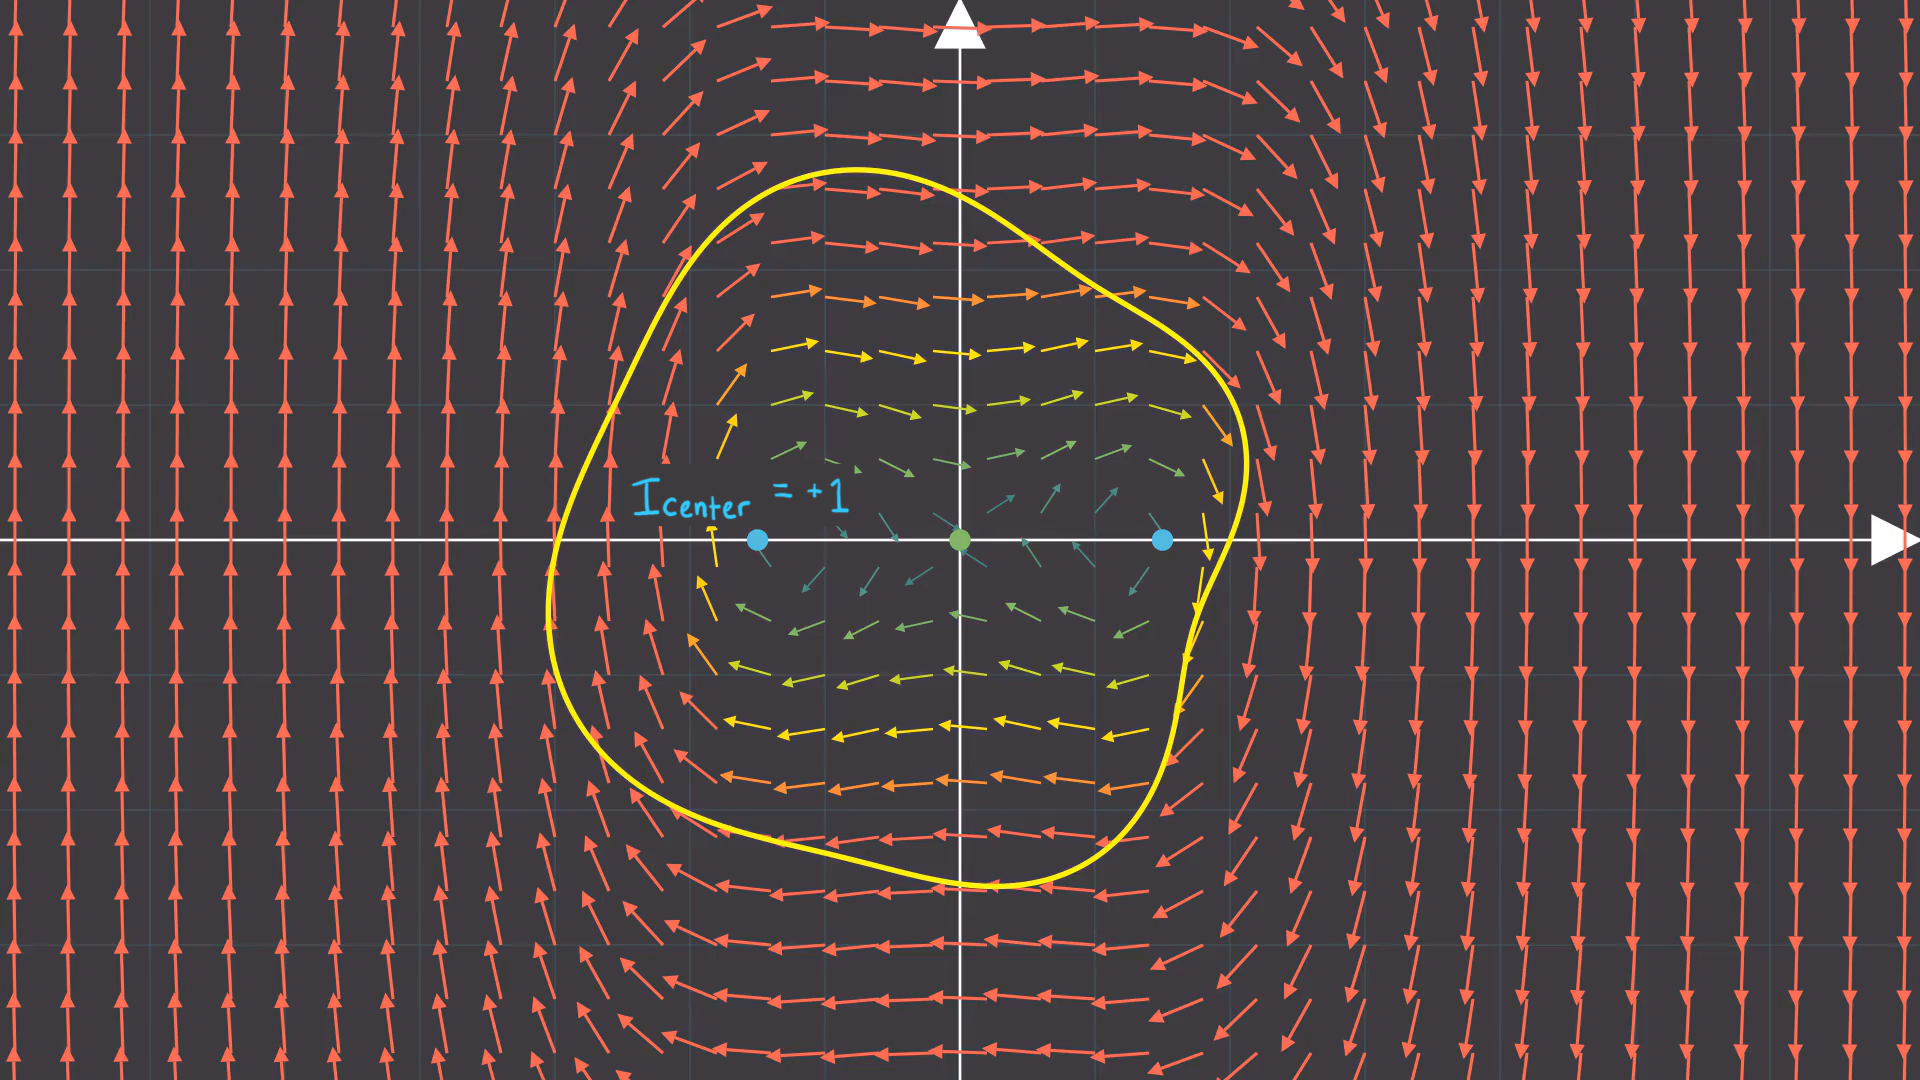 Icenter = +1